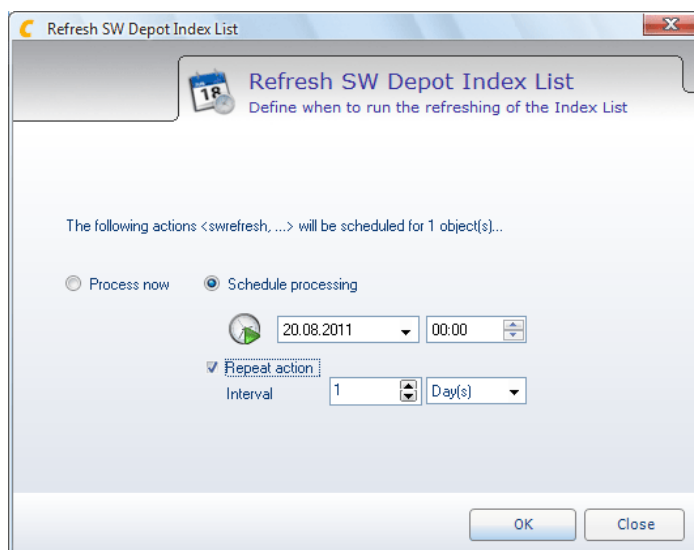 Refresh SW Depot Index List
18
Refresh SW Depot Index List
Define when to run the refreshing of the Index List
The following actions <swrefresh, ...> will be scheduled for 1 object(s)...
Process now Schedule processing
20.08.2011 00:00
Repeat action
Interval 1 Day(s)
OK Close